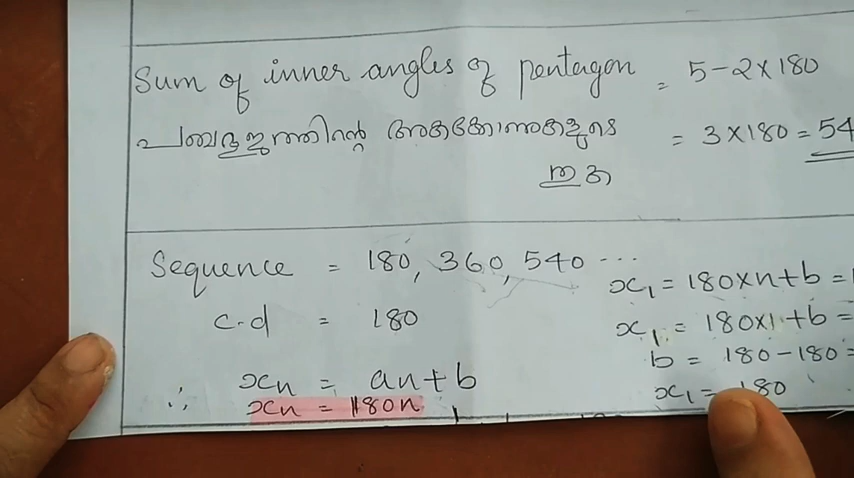 Sum of inner angles of pentagon = 5-2×180
പഞ്ചഭുജത്തിന്റെ അകക്കോണുകളുടെ = 3×180 = 54
തുക
Sequence = 180, 360, 540 ...
c.d = 180
∴ xn = an+b
xn = 180n
x₁ = 180×n+b =
x₁ = 180×1+b =
b = 180-180 =
x₁ = 180